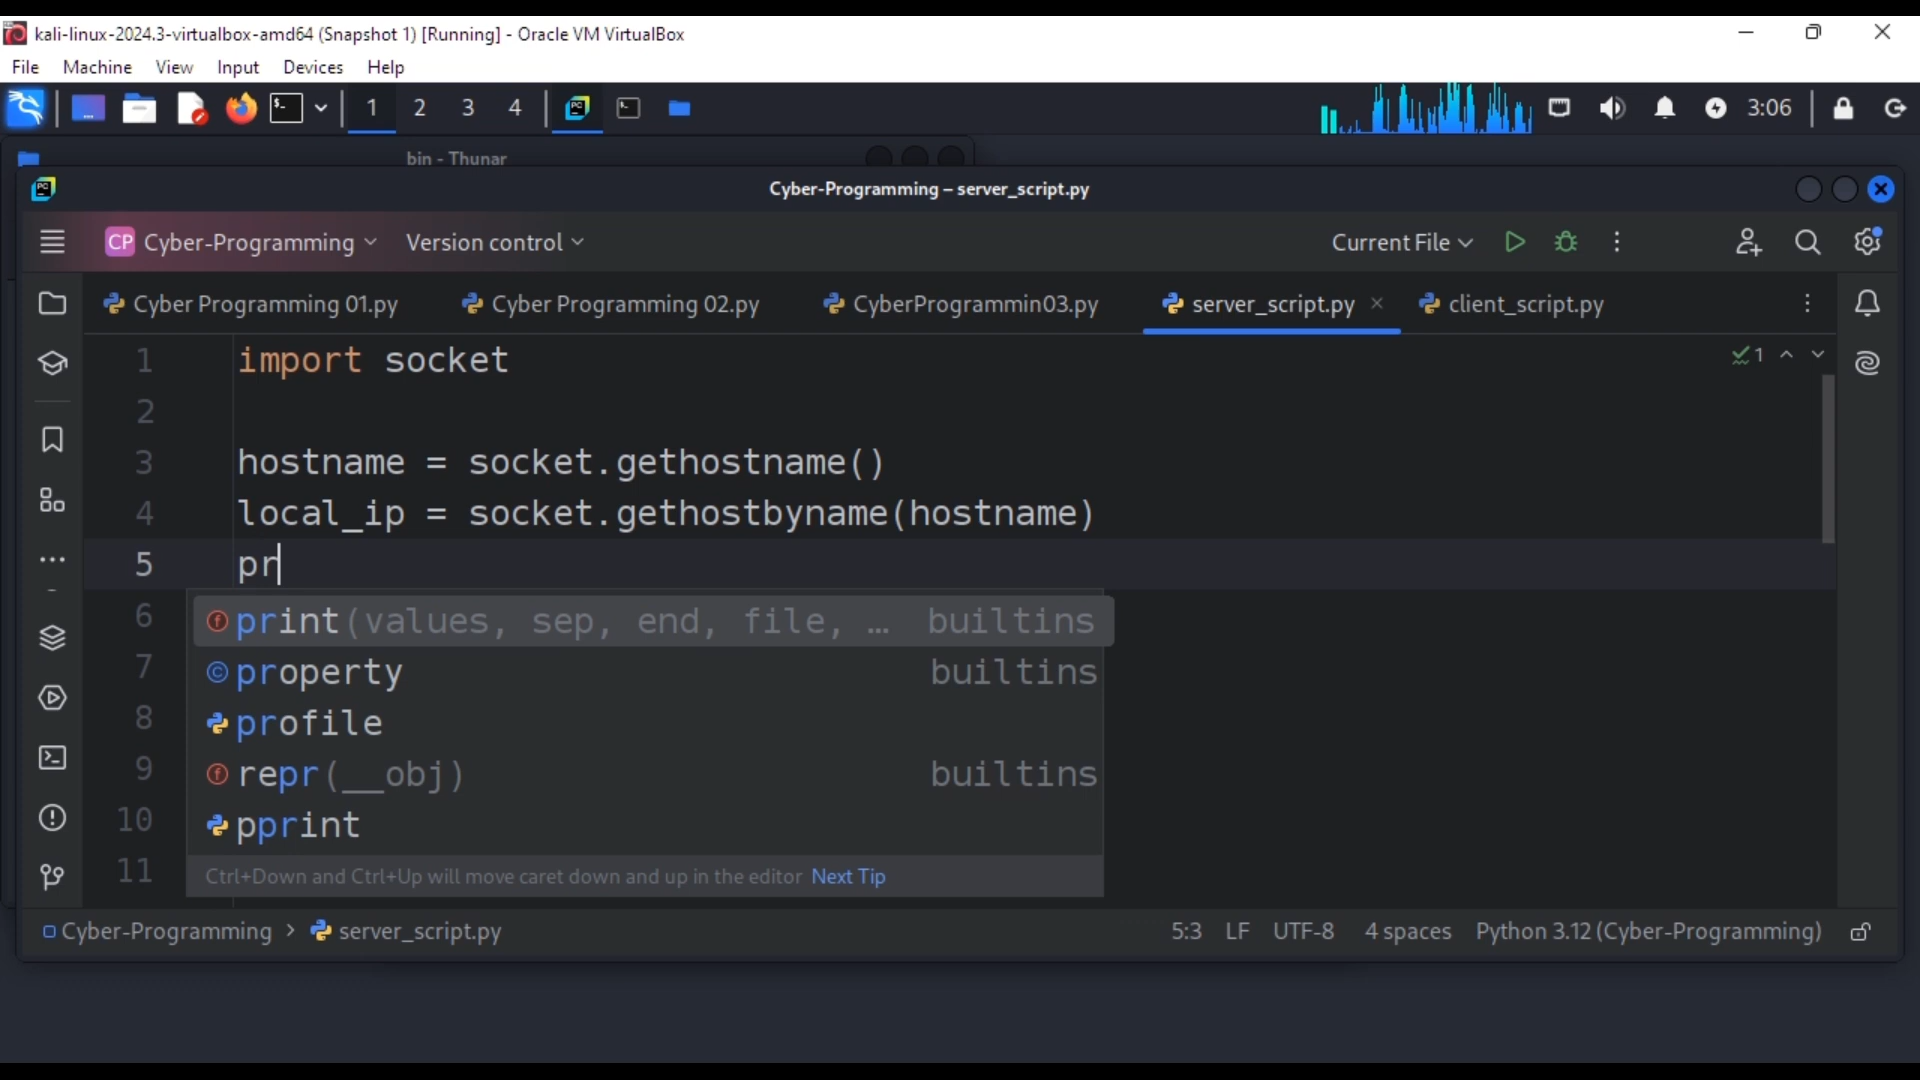 kali-linux-2024.3-virtualbox-amd64 (Snapshot 1) [Running] - Oracle VM VirtualBox
File Machine View Input Devices Help
1 2 3 4 3:06
bin - Thunar
Cyber-Programming – server_script.py
CP Cyber-Programming Version control Current File
Cyber Programming 01.py Cyber Programming 02.py CyberProgrammin03.py server_script.py client_script.py
1 import socket 1
2
3 hostname = socket.gethostname()
4 local_ip = socket.gethostbyname(hostname)
5 pr
6 print(values, sep, end, file, … builtins
7 property builtins
8 profile
9 repr(__obj) builtins
10 pprint
11 Ctrl+Down and Ctrl+Up will move caret down and up in the editor Next Tip
Cyber-Programming > server_script.py 5:3 LF UTF-8 4 spaces Python 3.12 (Cyber-Programming)